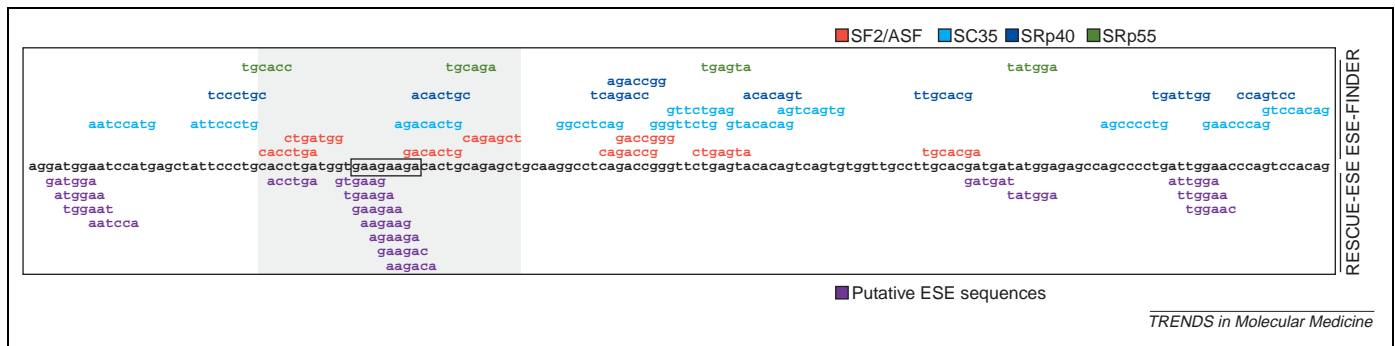 SF2/ASF SC35 SRp40 SRp55
tgcacc tgcaga tgagta tatgga
agaccgg
tccctgc acactgc tcagacc acacagt ttgcacg tgattgg ccagtcc
gttctgag agtcagtg gtccacag
aatccatg attccctg agacactg ggcctcag gggttctg gtacacag agcccctg gaacccag
ctgatgg cagagct gaccggg
cacctga gacactg cagaccg ctgagta tgcacga
aggatggaatccatgagctattccctgcacctgatggtgaagaagacactgcagagctgcaaggcctcagaccgggttctgagtacacacagtcagtgtggttgccttgcacgatgatatggagagccagcccctgattggaacccagtccacag
gatgga acctga gtgaag gatgat attgga
atggaa tgaaga tatgga ttggaa
tggaat gaagaa tggaac
aatcca aagaag
agaaga
gaagac
aagaca
ESE-FINDER
RESCUE-ESE
Putative ESE sequences
TRENDS in Molecular Medicine